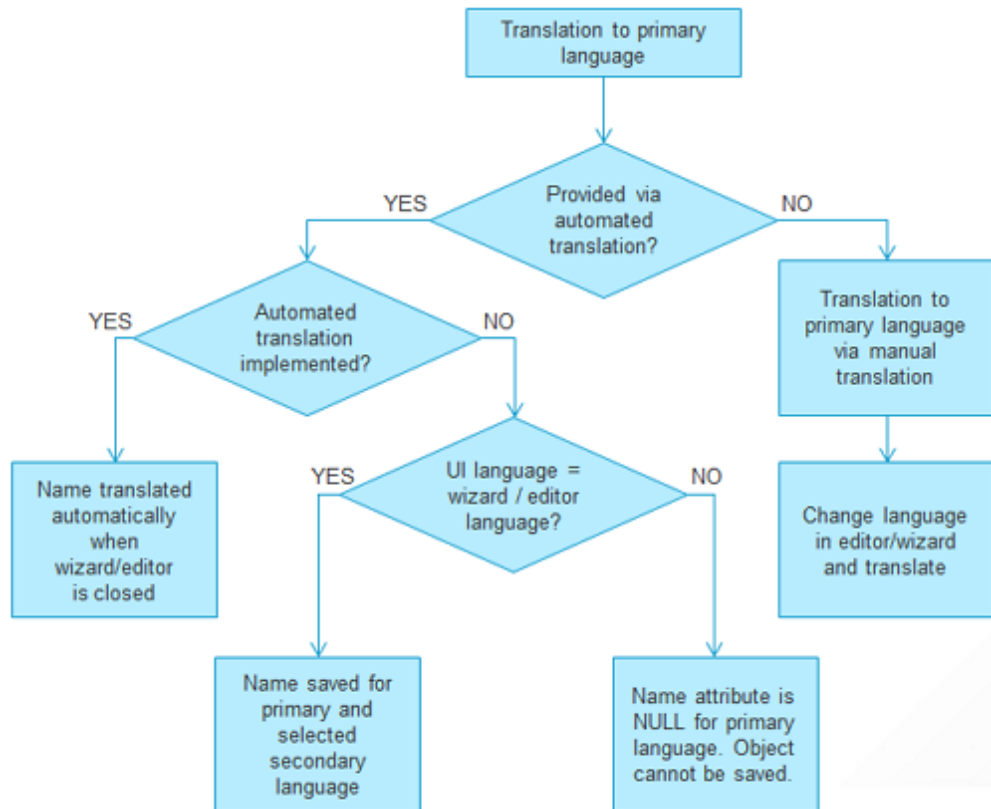 Translation to primary
language
Provided via
automated
translation?
YES
NO
Automated
translation
implemented?
YES
NO
Translation to
primary language
via manual
translation
UI language =
wizard / editor
language?
YES
NO
Name translated
automatically
when
wizard/editor
is closed
Change language
in editor/wizard
and translate
Name saved for
primary and
selected
secondary
language
Name attribute is
NULL for primary
language. Object
cannot be saved.